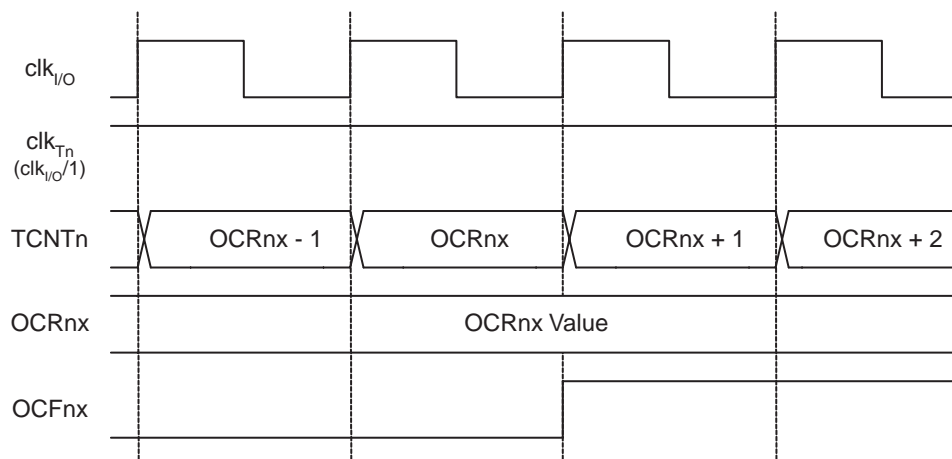 clkI/O
clkTn
(clkI/O/1)
TCNTn OCRnx - 1 OCRnx OCRnx + 1 OCRnx + 2
OCRnx OCRnx Value
OCFnx